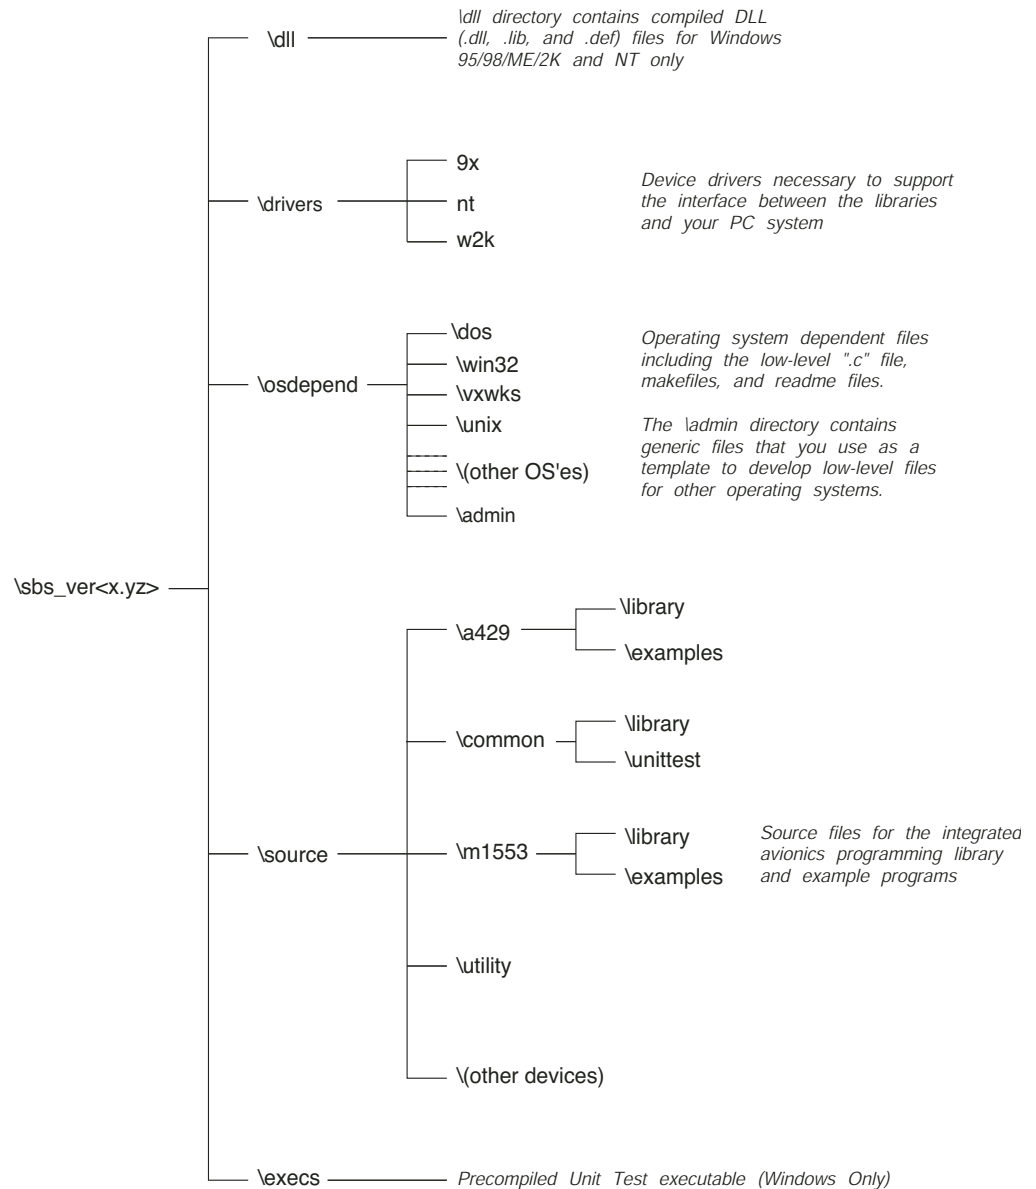 \dll
\dll directory contains compiled DLL
(.dll, .lib, and .def) files for Windows
95/98/ME/2K and NT only
\drivers
9x
nt
w2k
Device drivers necessary to support
the interface between the libraries
and your PC system
\osdepend
\dos
\win32
\vxwks
\unix
\(other OS'es)
\admin
Operating system dependent files
including the low-level ".c" file,
makefiles, and readme files.
The \admin directory contains
generic files that you use as a
template to develop low-level files
for other operating systems.
\sbs_ver<x.yz>
\source
\a429
\library
\examples
\common
\library
\unittest
\m1553
\library
\examples
Source files for the integrated
avionics programming library
and example programs
\utility
\(other devices)
\execs
Precompiled Unit Test executable (Windows Only)